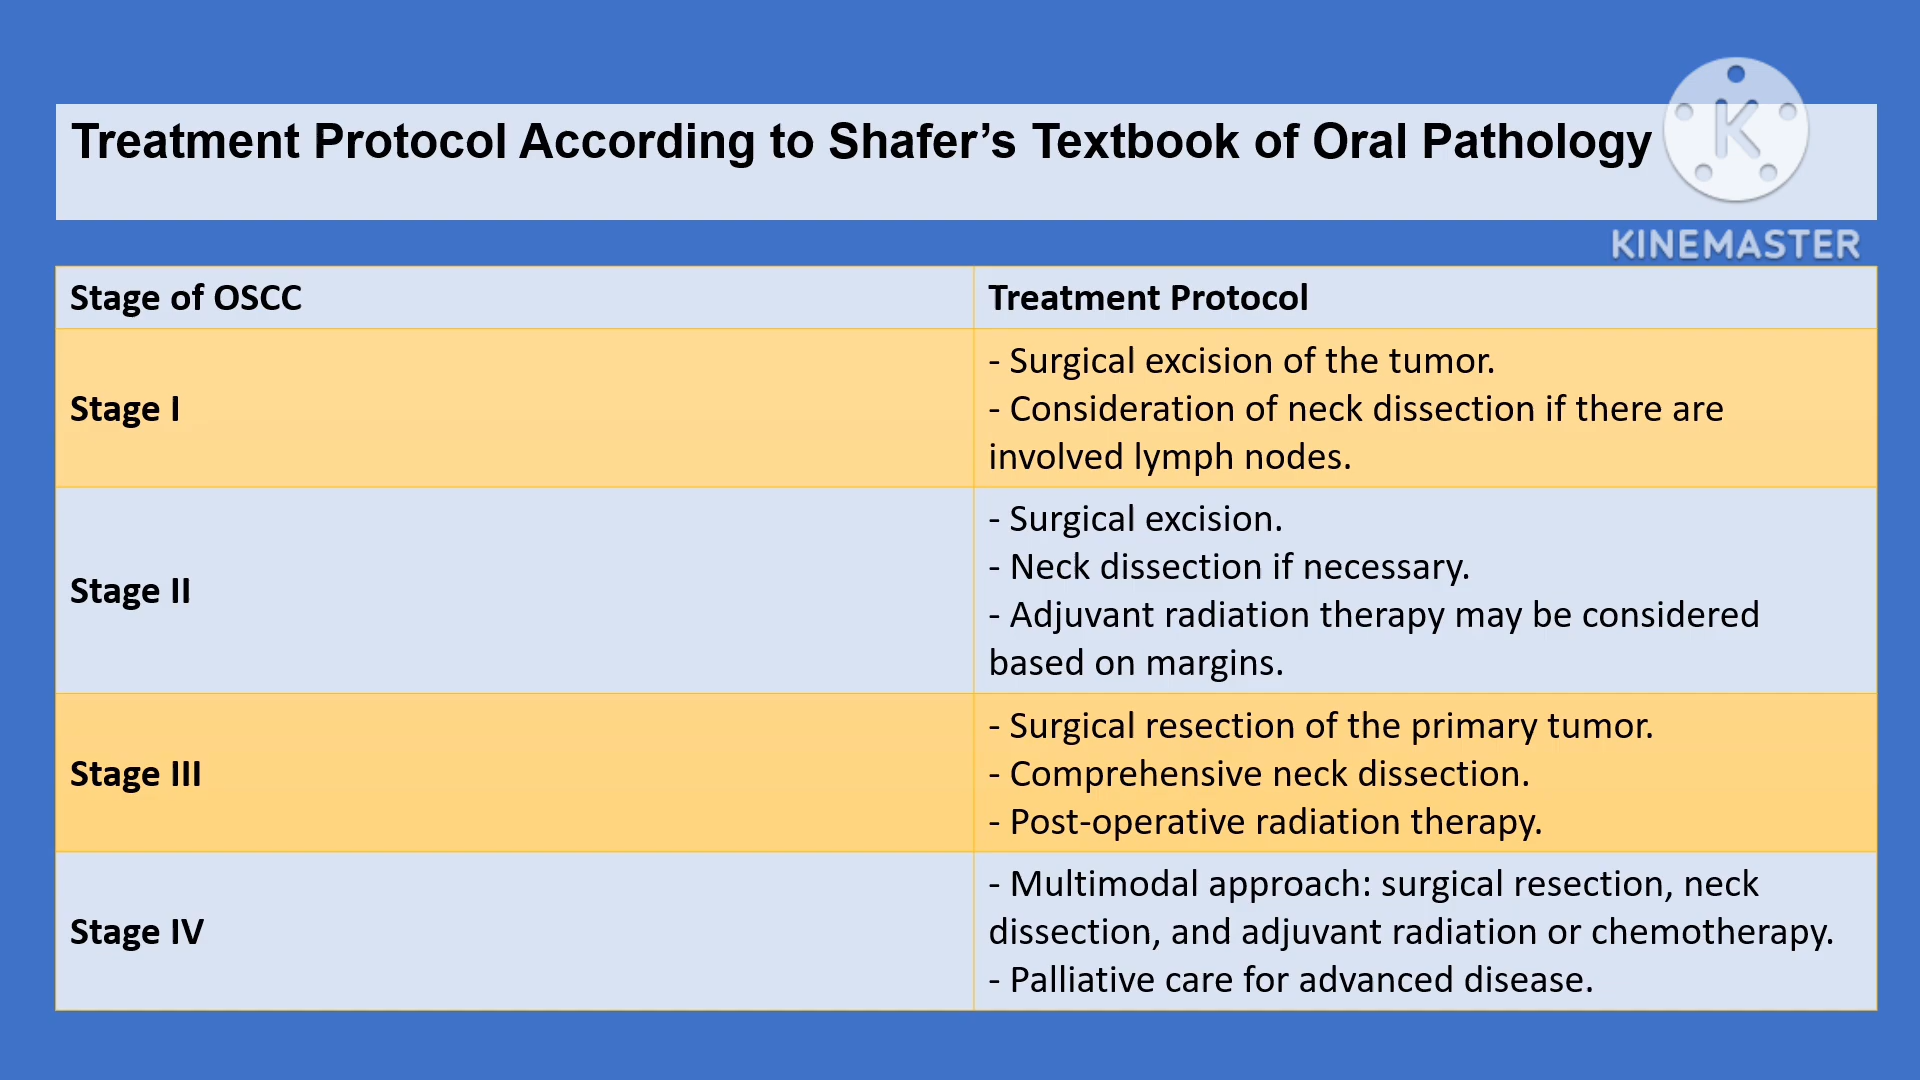 Treatment Protocol According to Shafer’s Textbook of Oral Pathology
K
KINEMASTER
Stage of OSCC
Treatment Protocol
Stage I
- Surgical excision of the tumor.
- Consideration of neck dissection if there are
involved lymph nodes.
Stage II
- Surgical excision.
- Neck dissection if necessary.
- Adjuvant radiation therapy may be considered
based on margins.
Stage III
- Surgical resection of the primary tumor.
- Comprehensive neck dissection.
- Post-operative radiation therapy.
Stage IV
- Multimodal approach: surgical resection, neck
dissection, and adjuvant radiation or chemotherapy.
- Palliative care for advanced disease.